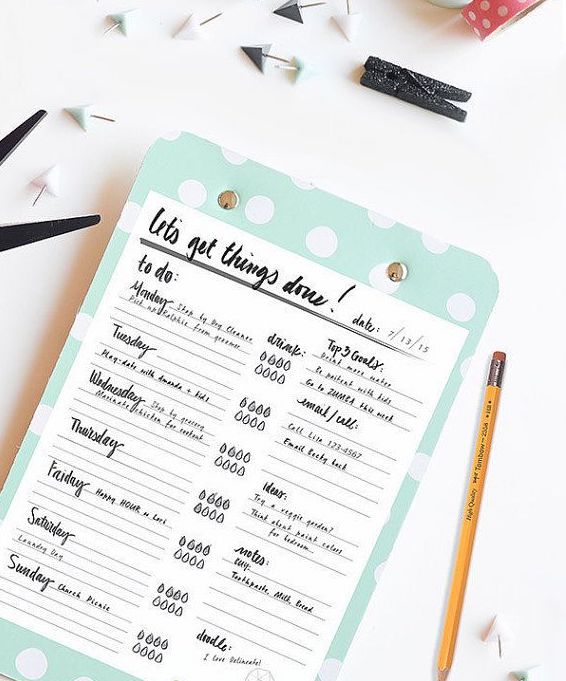 let's get things done!
date: 7/13/15
to do:
Monday Stop by Dry Cleaner
Pick up Ralphie from groomer
Tuesday
Play-date with Amanda + kids
Wednesday Stop by grocery
Marinate chicken for
Thursday
Friday Happy HOUR w Lori
Saturday
Laundry Day
Sunday Church Picnic
drink:
Top 3 Goals:
Drink more water
Be patient with kids
Go to ZUMBA this week
email/call:
Call Lisa 123-4567
Email Becky back
ideas:
Try a veggie garden?
Think about paint colors
for bedroom
notes:
buy:
Toothpaste, Milk, Bread
doodle:
I love Delineate!
High Quality Tombow 2558 HB